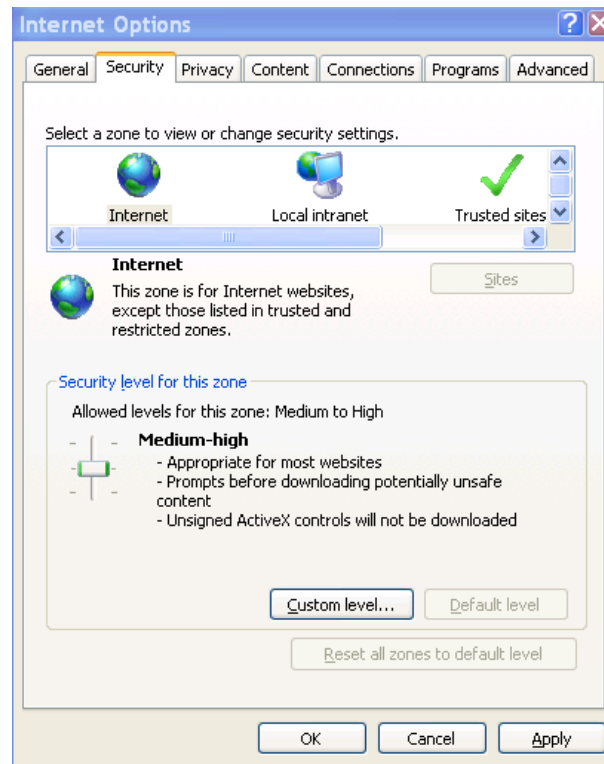 Internet Options
General Security Privacy Content Connections Programs Advanced
Select a zone to view or change security settings.
Internet Local intranet Trusted sites
Internet
Sites
This zone is for Internet websites,
except those listed in trusted and
restricted zones.
Security level for this zone
Allowed levels for this zone: Medium to High
Medium-high
- Appropriate for most websites
- Prompts before downloading potentially unsafe
content
- Unsigned ActiveX controls will not be downloaded
Custom level... Default level
Reset all zones to default level
OK Cancel Apply